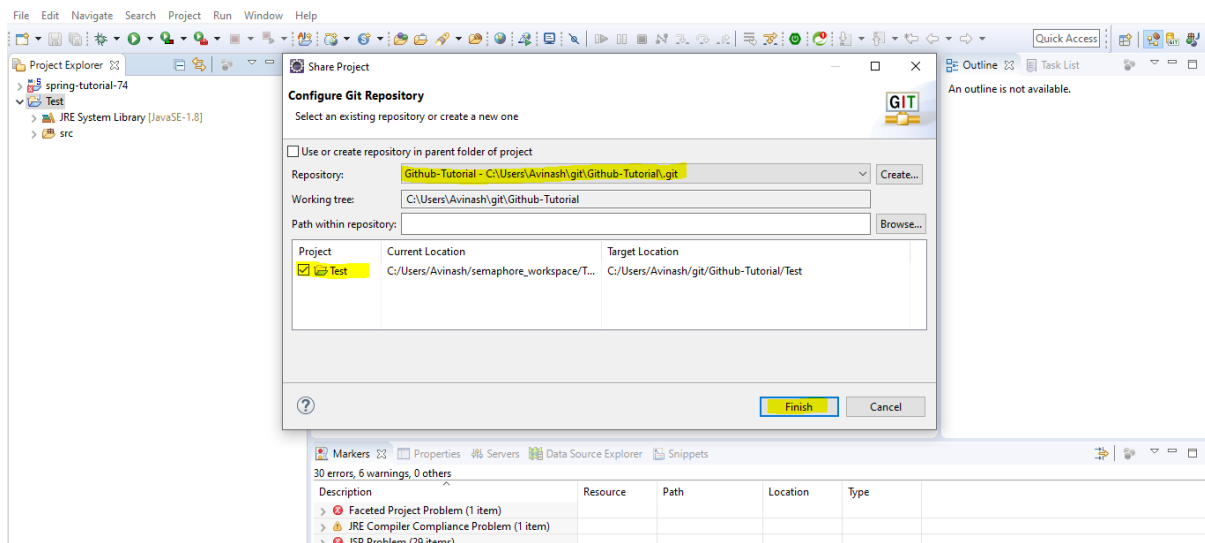 File Edit Navigate Search Project Run Window Help
Quick Access
Project Explorer
Share Project
Outline Task List
spring-tutorial-74
Test
JRE System Library [JavaSE-1.8]
src
Configure Git Repository
Select an existing repository or create a new one
GIT
An outline is not available.
Use or create repository in parent folder of project
Repository: Github-Tutorial - C:\Users\Avinash\git\Github-Tutorial\.git Create...
Working tree: C:\Users\Avinash\git\Github-Tutorial
Path within repository: Browse...
Project Current Location Target Location
Test C:/Users/Avinash/semaphore_workspace/T... C:/Users/Avinash/git/Github-Tutorial/Test
? Finish Cancel
Markers Properties Servers Data Source Explorer Snippets
30 errors, 6 warnings, 0 others
Description Resource Path Location Type
Faceted Project Problem (1 item)
JRE Compiler Compliance Problem (1 item)
JSP Problem (29 items)